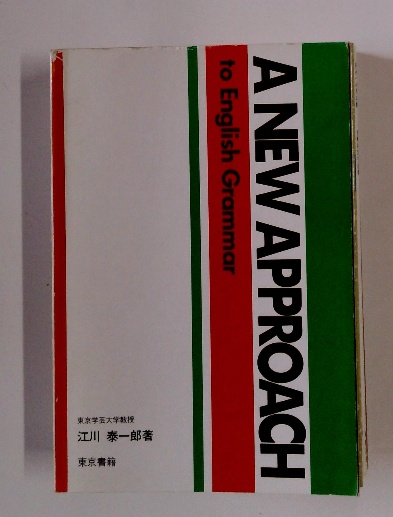 A NEW APPROACH
to English Grammar
東京学芸大学教授
江川 泰一郎著
東京書籍